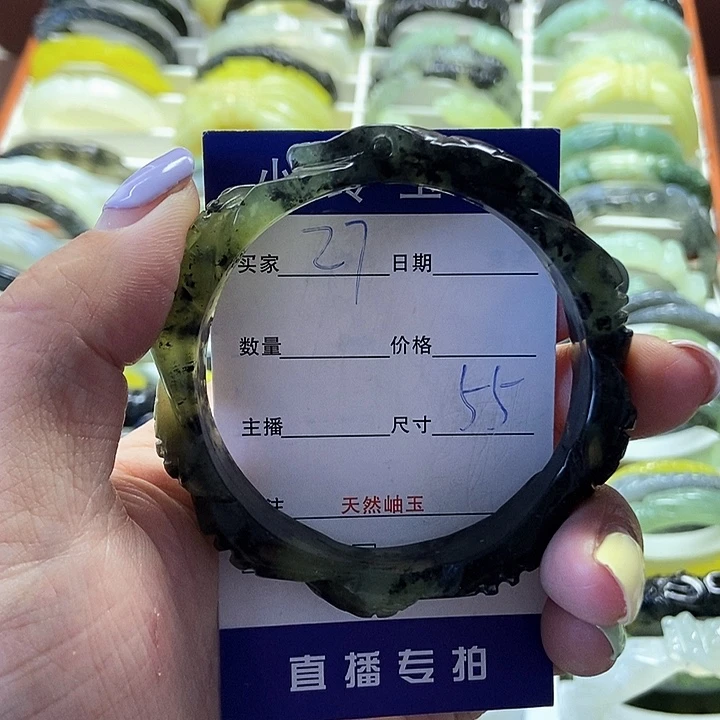 买家 27 日期
数量 价格
主播 尺寸 55
注 天然岫玉
直播专拍